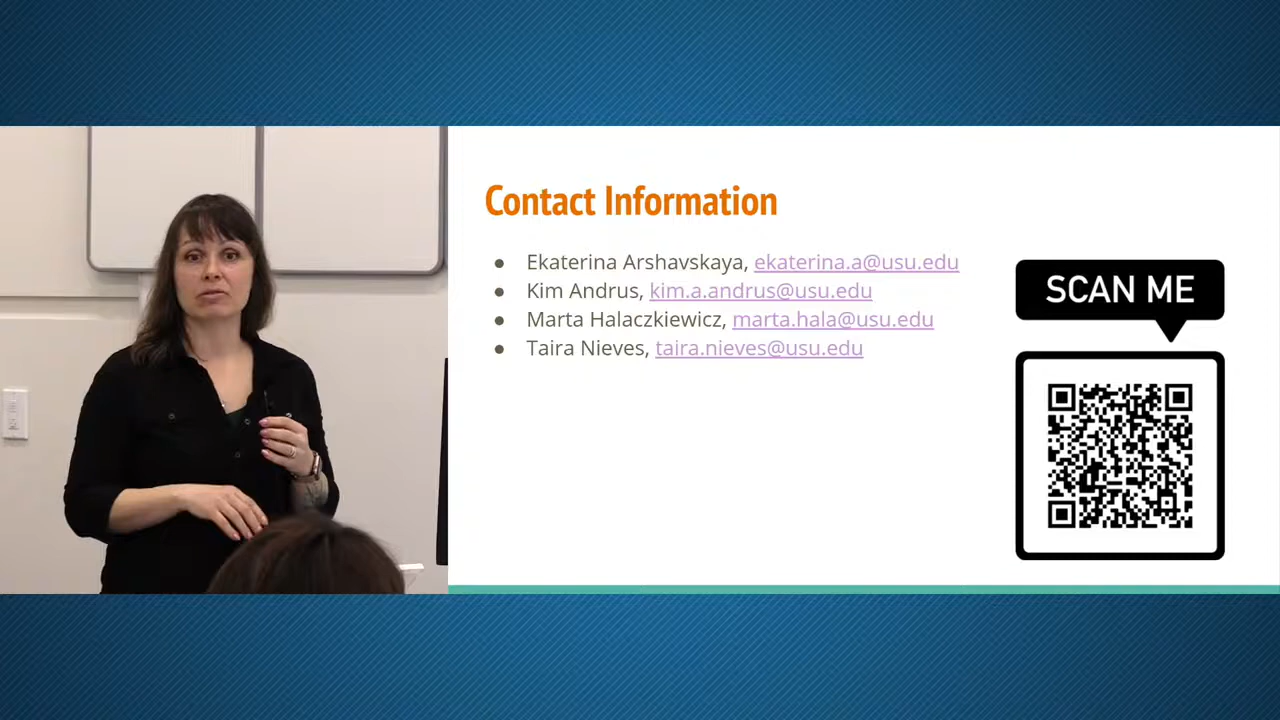 Contact Information
● Ekaterina Arshavskaya, ekaterina.a@usu.edu
● Kim Andrus, kim.a.andrus@usu.edu
● Marta Halaczkiewicz, marta.hala@usu.edu
● Taira Nieves, taira.nieves@usu.edu
SCAN ME